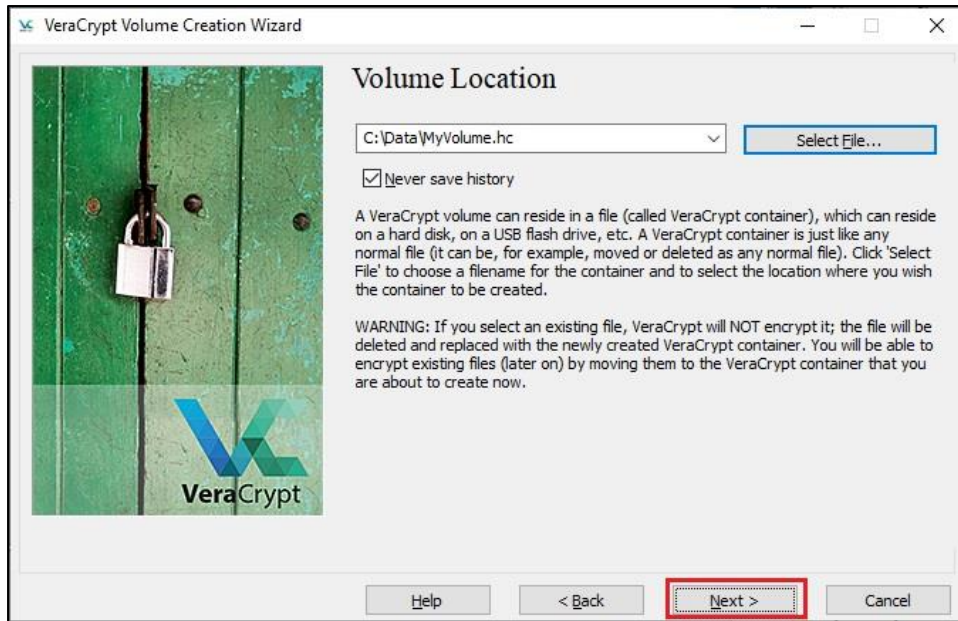 VeraCrypt Volume Creation Wizard
Volume Location
C:\Data\MyVolume.hc
Select File...
Never save history
A VeraCrypt volume can reside in a file (called VeraCrypt container), which can reside
on a hard disk, on a USB flash drive, etc. A VeraCrypt container is just like any
normal file (it can be, for example, moved or deleted as any normal file). Click 'Select
File' to choose a filename for the container and to select the location where you wish
the container to be created.
WARNING: If you select an existing file, VeraCrypt will NOT encrypt it; the file will be
deleted and replaced with the newly created VeraCrypt container. You will be able to
encrypt existing files (later on) by moving them to the VeraCrypt container that you
are about to create now.
VeraCrypt
Help
< Back
Next >
Cancel